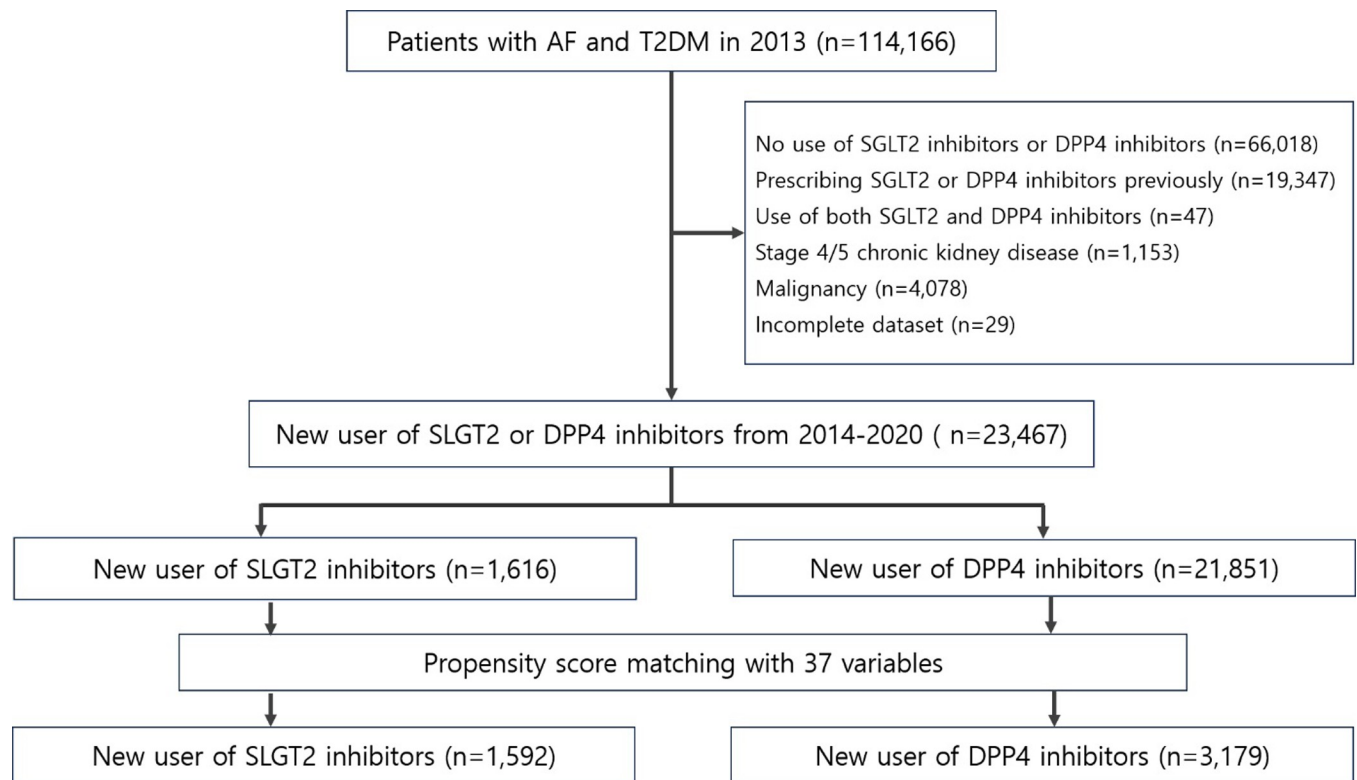 Patients with AF and T2DM in 2013 (n=114,166)
No use of SGLT2 inhibitors or DPP4 inhibitors (n=66,018)
Prescribing SGLT2 or DPP4 inhibitors previously (n=19,347)
Use of both SGLT2 and DPP4 inhibitors (n=47)
Stage 4/5 chronic kidney disease (n=1,153)
Malignancy (n=4,078)
Incomplete dataset (n=29)
New user of SLGT2 or DPP4 inhibitors from 2014-2020 ( n=23,467)
New user of SLGT2 inhibitors (n=1,616)
New user of DPP4 inhibitors (n=21,851)
Propensity score matching with 37 variables
New user of SLGT2 inhibitors (n=1,592)
New user of DPP4 inhibitors (n=3,179)